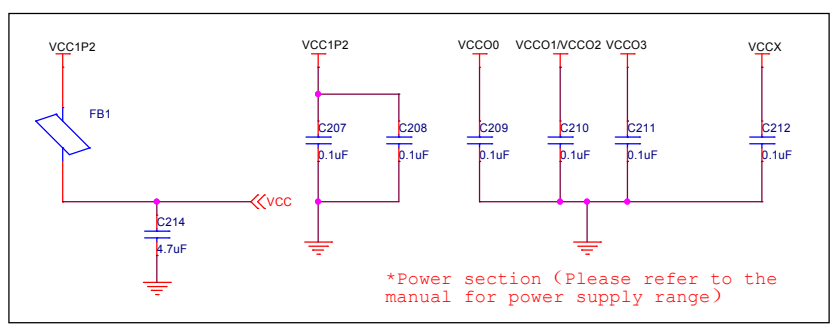 VCC1P2 VCC1P2 VCCO0 VCCO1/VCCO2 VCCO3 VCCX
FB1
C207 C208 C209 C210 C211 C212
0.1uF 0.1uF 0.1uF 0.1uF 0.1uF 0.1uF
VCC
C214
4.7uF
*Power section（Please refer to the
manual for power supply range）